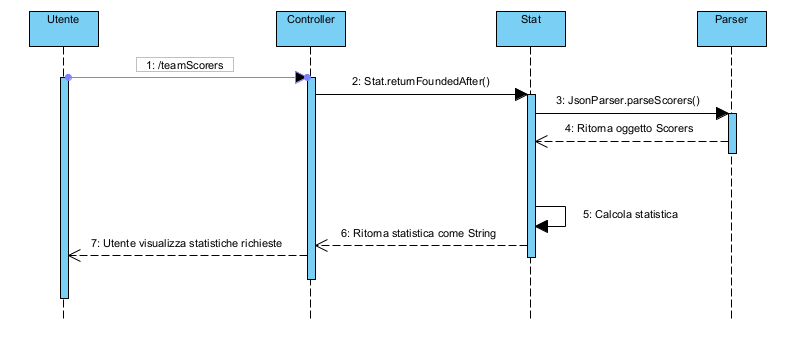 Utente
Controller
Stat
Parser
1: /teamScorers
2: Stat.returnFoundedAfter()
3: JsonParser.parseScorers()
4: Ritorna oggetto Scorers
5: Calcola statistica
6: Ritorna statistica come String
7: Utente visualizza statistiche richieste